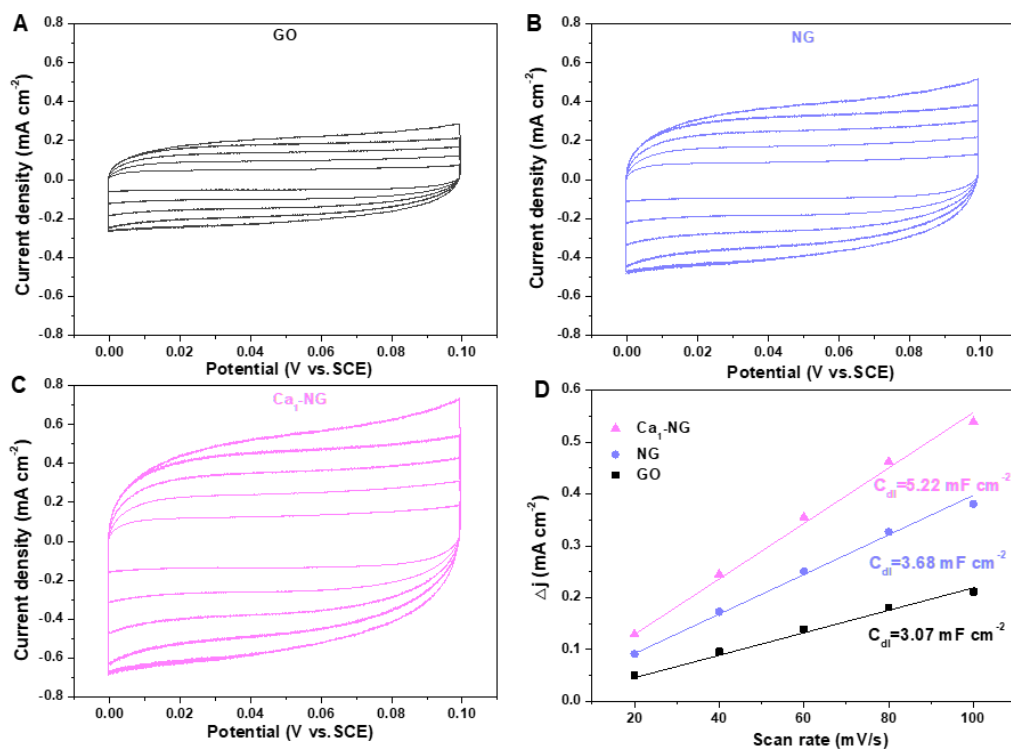 A
GO
0.8
0.6
0.4
0.2
0.0
-0.2
-0.4
-0.6
-0.8
Current density (mA cm⁻²)
0.00 0.02 0.04 0.06 0.08 0.10
Potential (V vs.SCE)
B
NG
0.8
0.6
0.4
0.2
0.0
-0.2
-0.4
-0.6
-0.8
Current density (mA cm⁻²)
0.00 0.02 0.04 0.06 0.08 0.10
Potential (V vs.SCE)
C
Ca₁-NG
0.8
0.6
0.4
0.2
0.0
-0.2
-0.4
-0.6
-0.8
Current density (mA cm⁻²)
0.00 0.02 0.04 0.06 0.08 0.10
Potential (V vs.SCE)
D
0.6
0.5
0.4
0.3
0.2
0.1
0.0
△j (mA cm⁻²)
Ca₁-NG
NG
GO
C_dl=5.22 mF cm⁻²
C_dl=3.68 mF cm⁻²
C_dl=3.07 mF cm⁻²
20 40 60 80 100
Scan rate (mV/s)